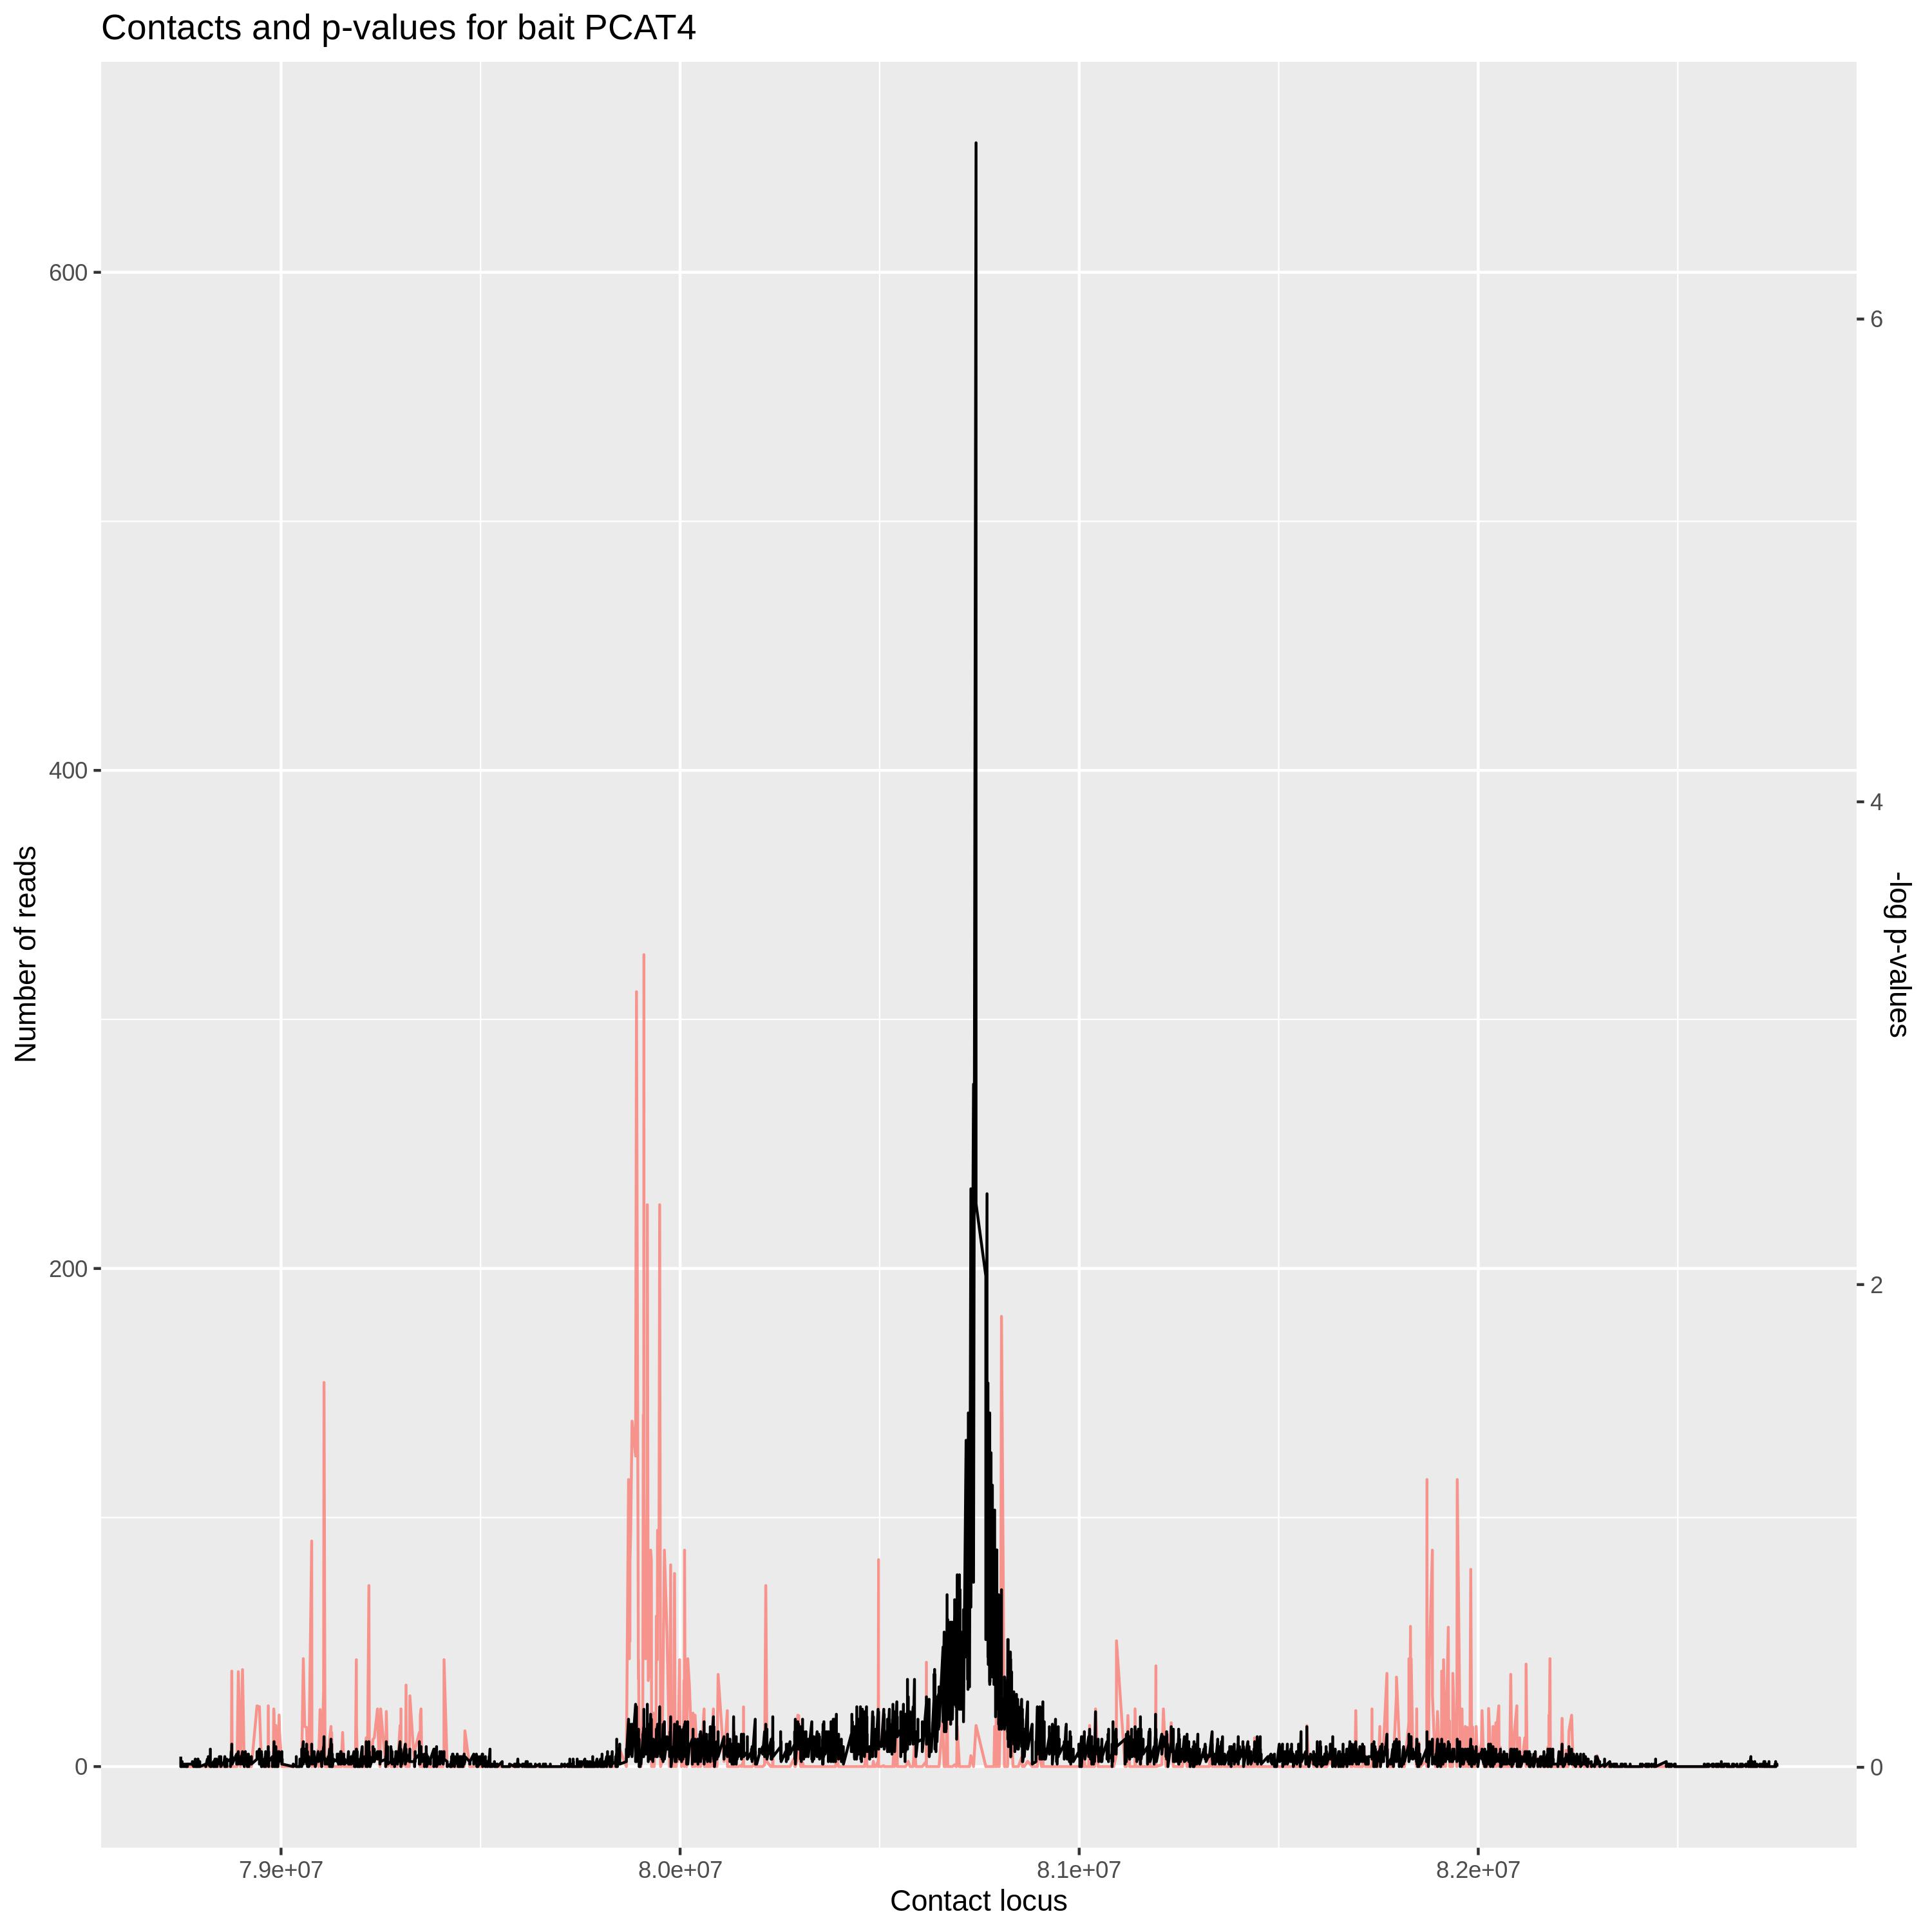 Contacts and p-values for bait PCAT4
600
400
200
0
Number of reads
6
4
2
0
-log p-values
7.9e+07
8.0e+07
8.1e+07
8.2e+07
Contact locus